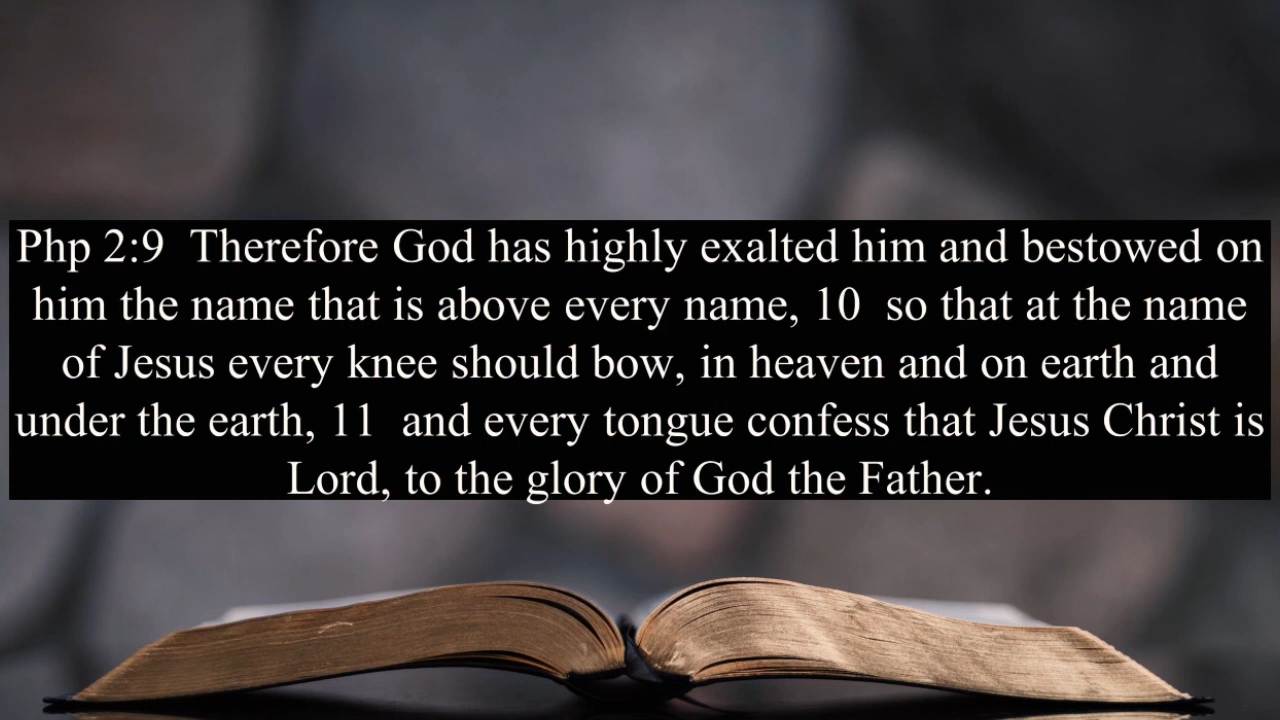 Php 2:9  Therefore God has highly exalted him and bestowed on
him the name that is above every name, 10  so that at the name
of Jesus every knee should bow, in heaven and on earth and
under the earth, 11  and every tongue confess that Jesus Christ is
Lord, to the glory of God the Father.